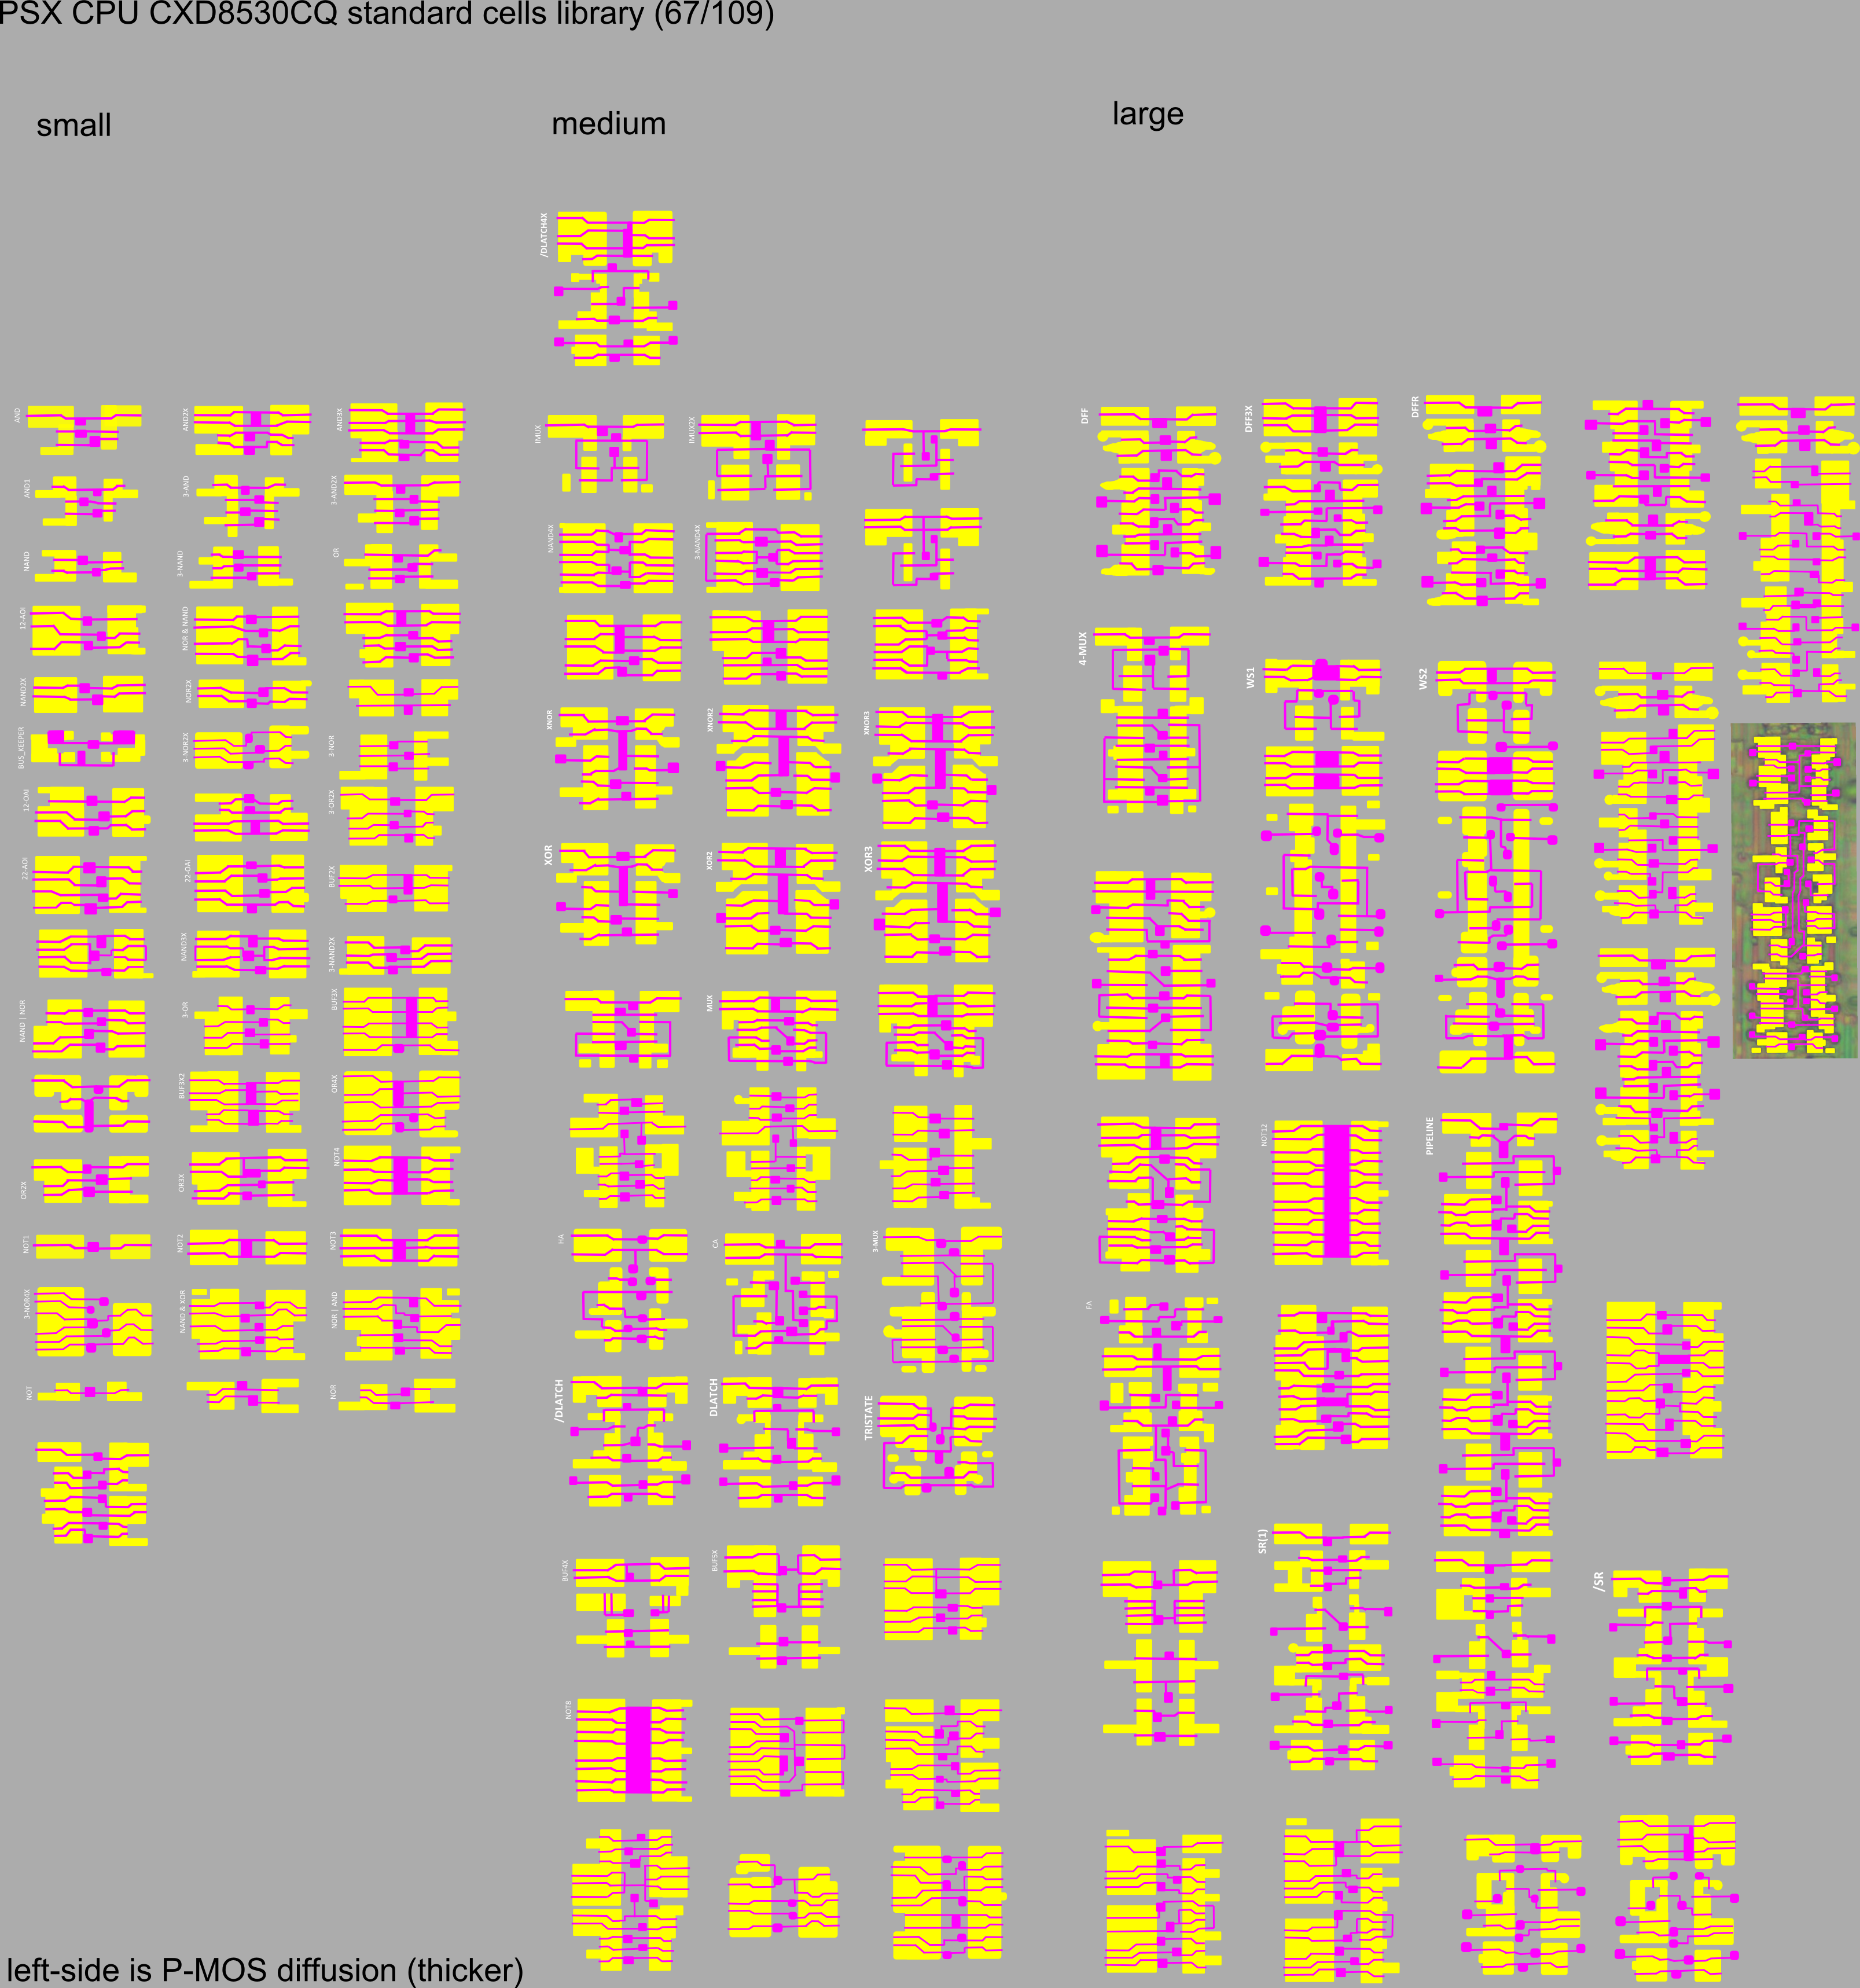 PSX CPU CXD8530CQ standard cells library (67/109)
small
medium
large
/DLATCH4X
AND
AND2X
AND3X
IMUX
IMUX2X
DFF
DFF3X
DFFR
AND1
3-AND
3-AND2X
NAND
3-NAND
OR
NAND4X
3-NAND4X
12-AOI
NOR & NAND
4-MUX
WS1
WS2
NAND2X
NOR2X
BUS_KEEPER
3-NOR2X
3-NOR
XNOR
XNOR2
XNOR3
12-OAI
3-OR2X
22-AOI
22-OAI
BUF2X
XOR
XOR2
XOR3
NAND3X
3-NAND2X
NAND | NOR
3-OR
BUF3X
MUX
BUF3X2
OR4X
OR2X
OR3X
NOT4
NOT12
PIPELINE
NOT1
NOT2
NOT3
HA
CA
3-MUX
3-NOR4X
NAND & XOR
NOR | AND
FA
NOT
NOR
/DLATCH
DLATCH
TRISTATE
BUF4X
BUF5X
SR(1)
/SR
NOT8
left-side is P-MOS diffusion (thicker)